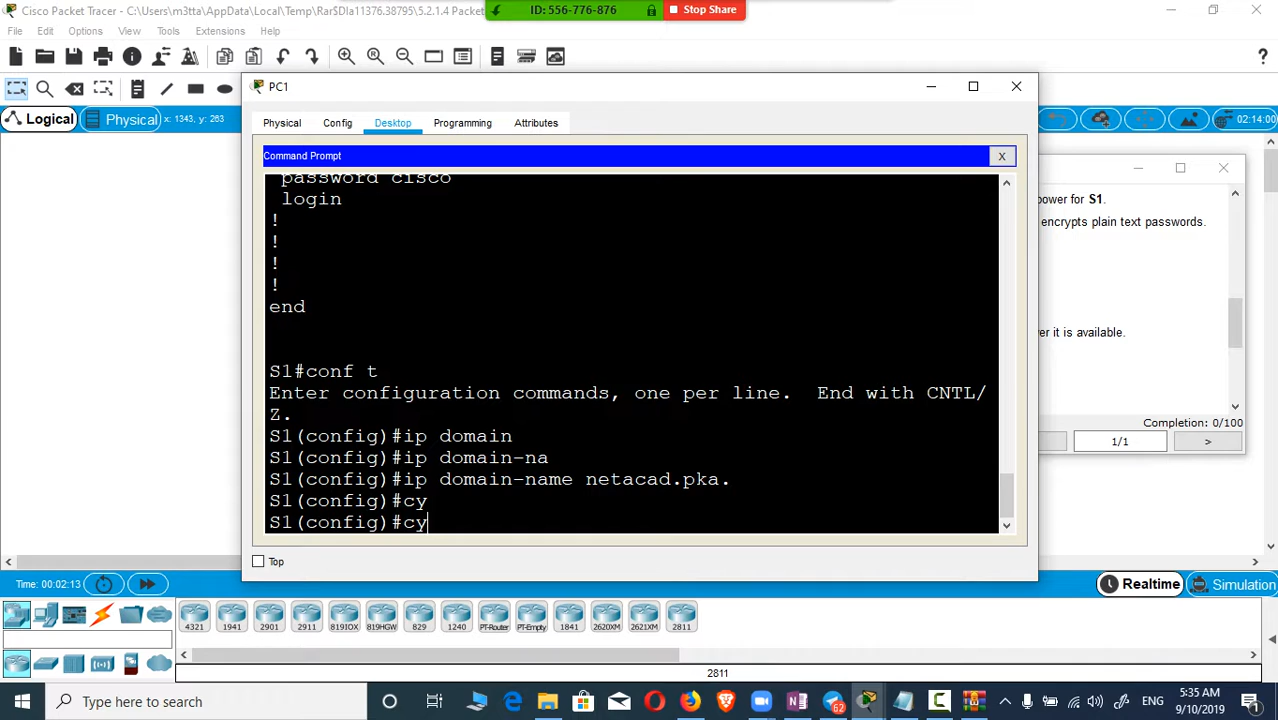 Cisco Packet Tracer - C:\Users\m3tta\AppData\Local\Temp\Rar$DIa11376.38795\5.2.1.4 Packet
ID: 556-776-876
Stop Share
File Edit Options View Tools Extensions Help
PC1
Logical
Physical
x: 1343, y: 263
02:14:00
Physical Config Desktop Programming Attributes
Command Prompt
X
password cisco
login
!
!
!
!
end
S1#conf t
Enter configuration commands, one per line. End with CNTL/
Z.
S1(config)#ip domain
S1(config)#ip domain-na
S1(config)#ip domain-name netacad.pka.
S1(config)#cy
S1(config)#cy
Top
power for S1.
encrypts plain text passwords.
er it is available.
Completion: 0/100
1/1
>
Time: 00:02:13
Realtime
Simulation
4321 1941 2901 2911 819IOX 819HGW 829 1240 PT-Router PT-Empty 1841 2620XM 2621XM 2811
2811
Type here to search
62
ENG
5:35 AM
9/10/2019
1